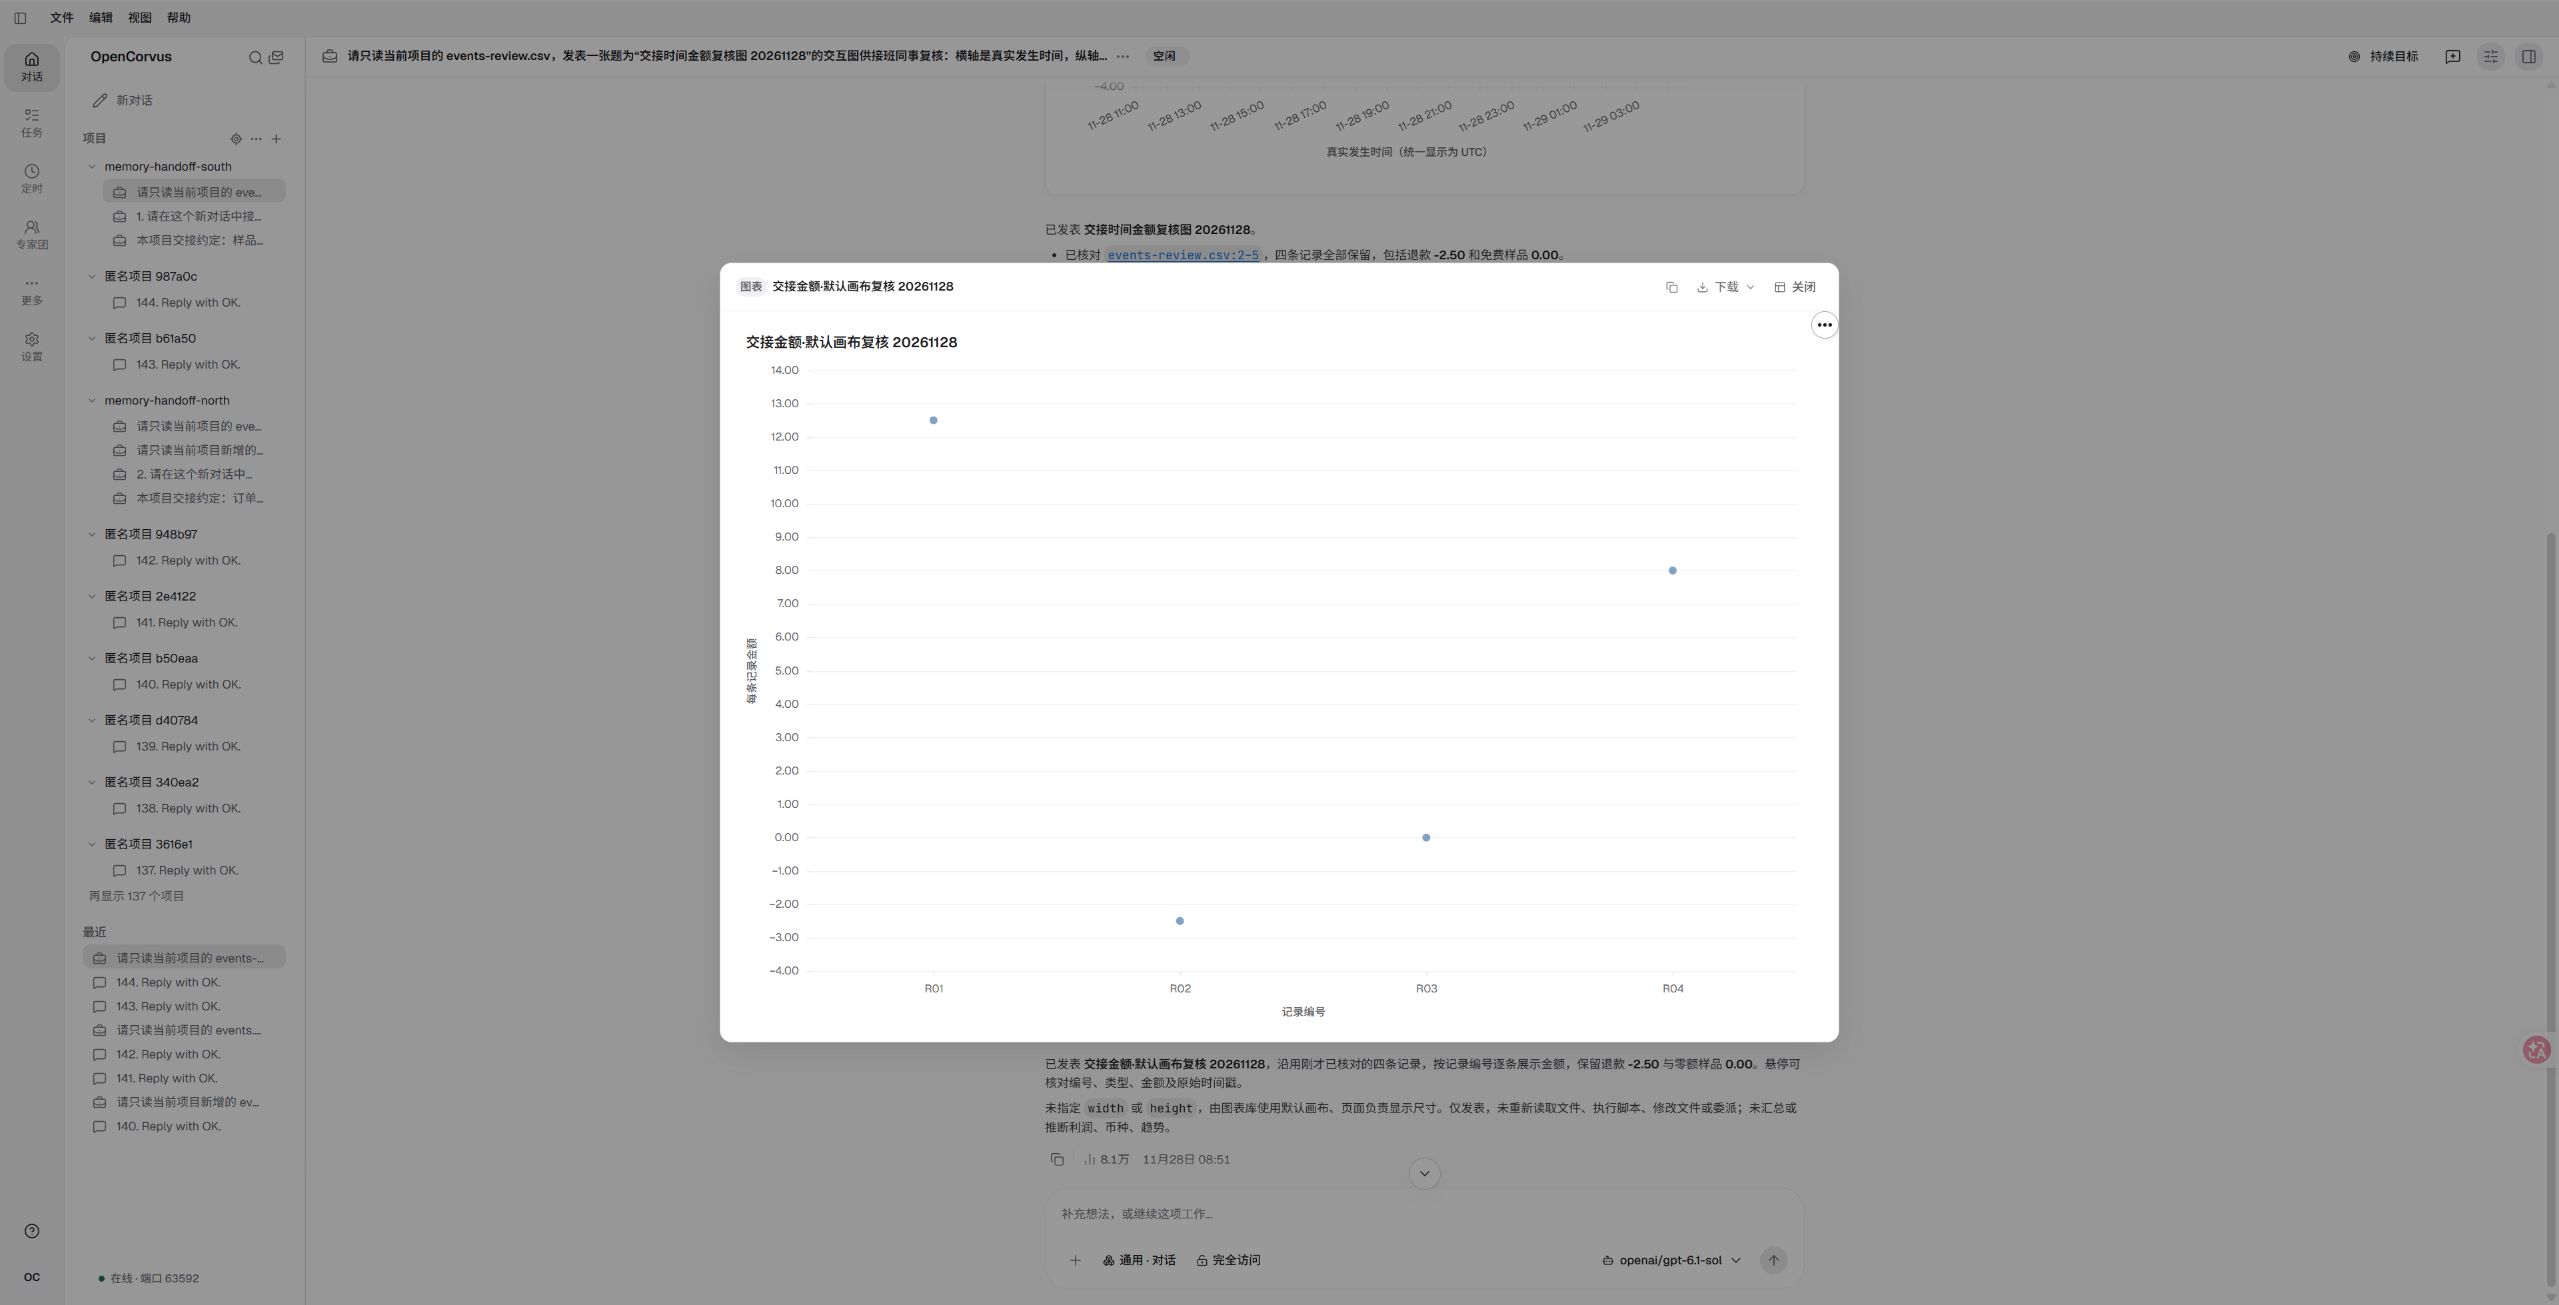 文件 编辑 视图 帮助
对话
任务
定时
专家团
更多
设置
OC
OpenCorvus
新对话
项目
memory-handoff-south
请只读当前项目的 eve...
1. 请在这个新对话中接...
本项目交接约定：样品...
匿名项目 987a0c
144. Reply with OK.
匿名项目 b61a50
143. Reply with OK.
memory-handoff-north
请只读当前项目的 eve...
请只读当前项目新增的...
2. 请在这个新对话中...
本项目交接约定：订单...
匿名项目 948b97
142. Reply with OK.
匿名项目 2e4122
141. Reply with OK.
匿名项目 b50eaa
140. Reply with OK.
匿名项目 d40784
139. Reply with OK.
匿名项目 340ea2
138. Reply with OK.
匿名项目 3616e1
137. Reply with OK.
再显示 137 个项目
最近
请只读当前项目的 events-...
144. Reply with OK.
143. Reply with OK.
请只读当前项目的 events....
142. Reply with OK.
141. Reply with OK.
请只读当前项目新增的 ev...
140. Reply with OK.
在线 · 端口 63592
请只读当前项目的 events-review.csv，发表一张题为“交接时间金额复核图 20261128”的交互图供接班同事复核：横轴是真实发生时间，纵轴... 空闲
持续目标
−4.00
11-28 11:00 11-28 13:00 11-28 15:00 11-28 17:00 11-28 19:00 11-28 21:00 11-28 23:00 11-29 01:00 11-29 03:00
真实发生时间（统一显示为 UTC）
已发表 交接时间金额复核图 20261128。
• 已核对 events-review.csv:2-5，四条记录全部保留，包括退款 -2.50 和免费样品 0.00。
图表 交接金额·默认画布复核 20261128
下载 关闭
交接金额·默认画布复核 20261128
14.00
13.00
12.00
11.00
10.00
9.00
8.00
7.00
6.00
5.00
4.00
3.00
2.00
1.00
0.00
−1.00
−2.00
−3.00
−4.00
每条记录金额
R01 R02 R03 R04
记录编号
已发表 交接金额·默认画布复核 20261128，沿用刚才已核对的四条记录，按记录编号逐条展示金额，保留退款 -2.50 与零额样品 0.00。悬停可
核对编号、类型、金额及原始时间戳。
未指定 width 或 height，由图表库使用默认画布、页面负责显示尺寸。仅发表，未重新读取文件、执行脚本、修改文件或委派；未汇总或
推断利润、币种、趋势。
8.1万 11月28日 08:51
补充想法，或继续这项工作...
通用 · 对话 完全访问
openai/gpt-6.1-sol